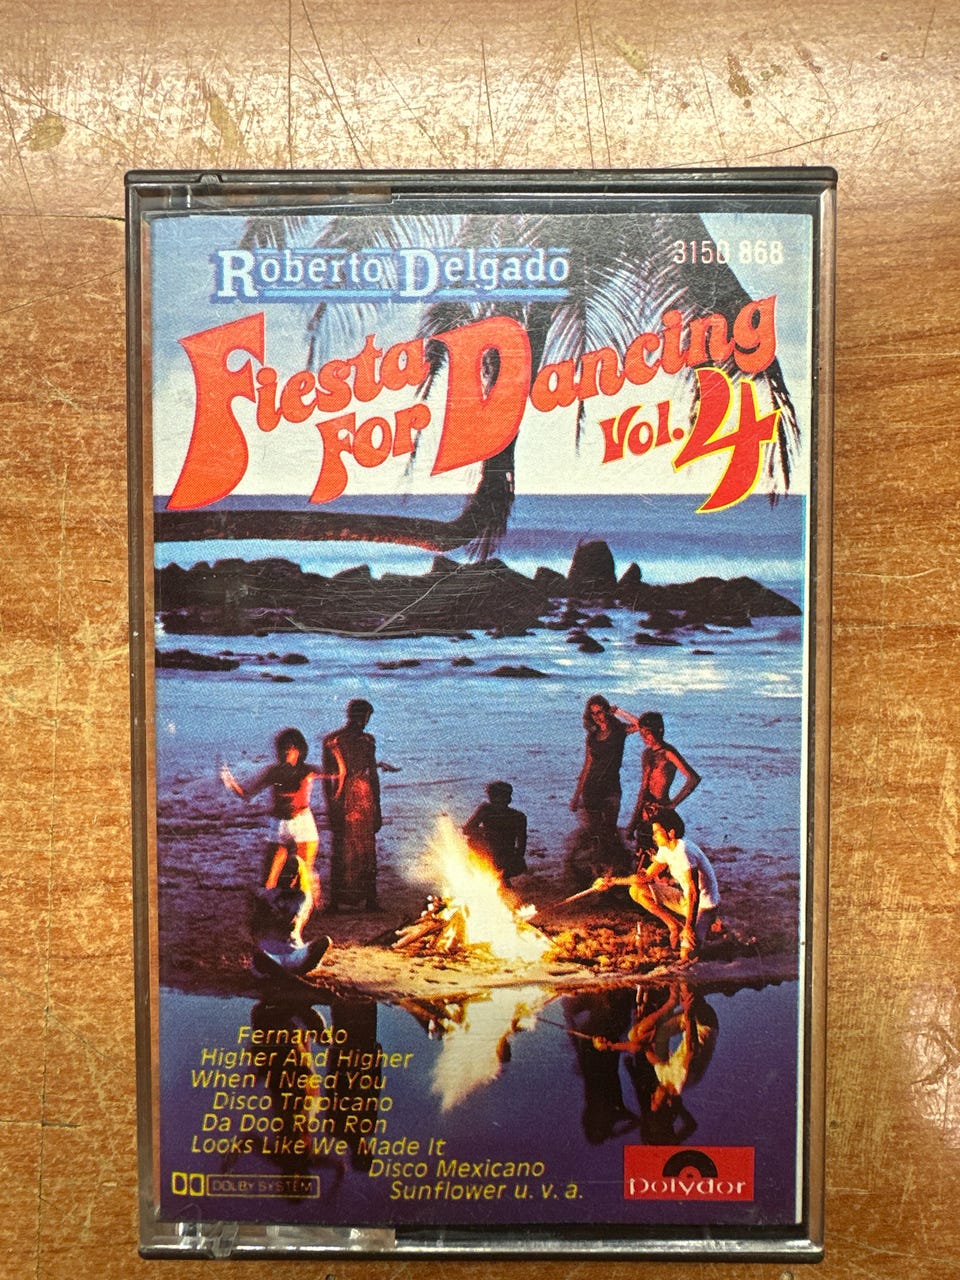 Roberto Delgado
3150 868
Fiesta
For Dancing
Vol. 4
Fernando
Higher And Higher
When I Need You
Disco Tropicano
Da Doo Ron Ron
Looks Like We Made It
Disco Mexicano
Sunflower u. v. a.
DOLBY SYSTEM
polydor